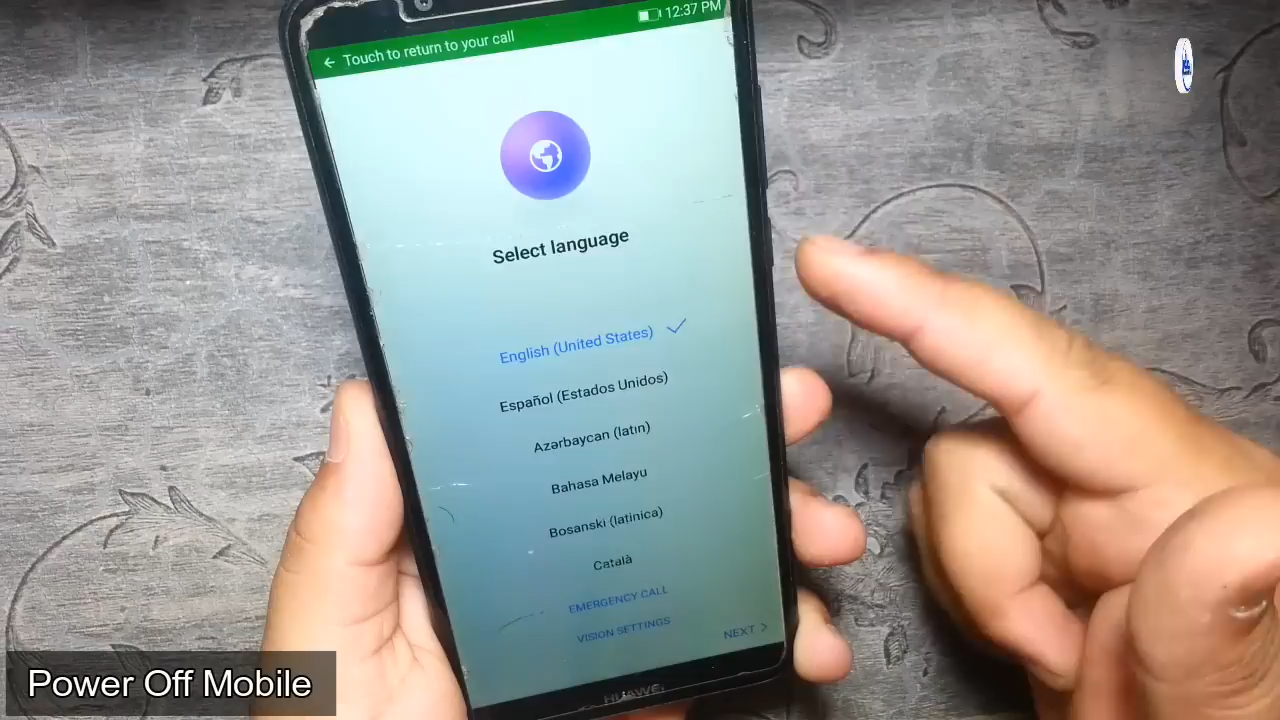 ← Touch to return to your call
12:37 PM
Select language
English (United States)
Español (Estados Unidos)
Azərbaycan (latın)
Bahasa Melayu
Bosanski (latinica)
Català
EMERGENCY CALL
VISION SETTINGS
NEXT >
HUAWEI
Power Off Mobile